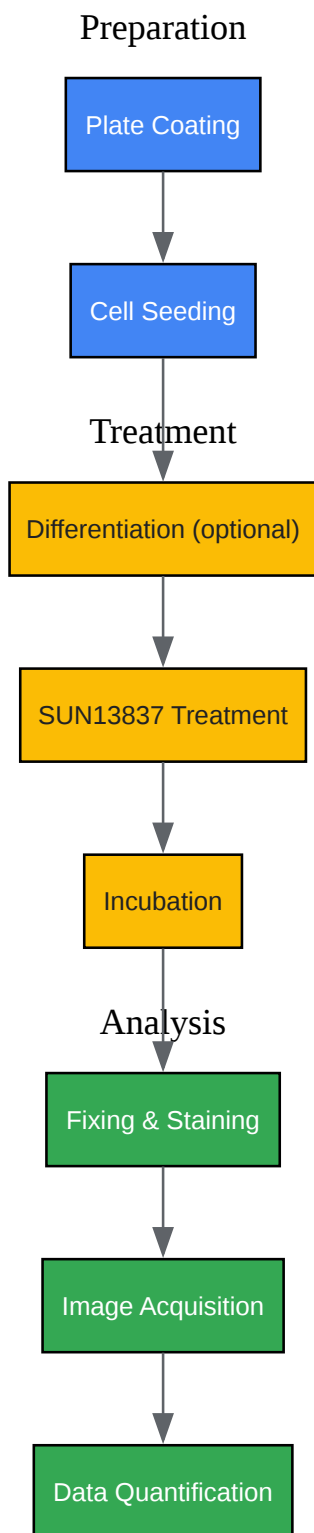 Preparation
Plate Coating
Cell Seeding
Treatment
Differentiation (optional)
SUN13837 Treatment
Incubation
Analysis
Fixing & Staining
Image Acquisition
Data Quantification